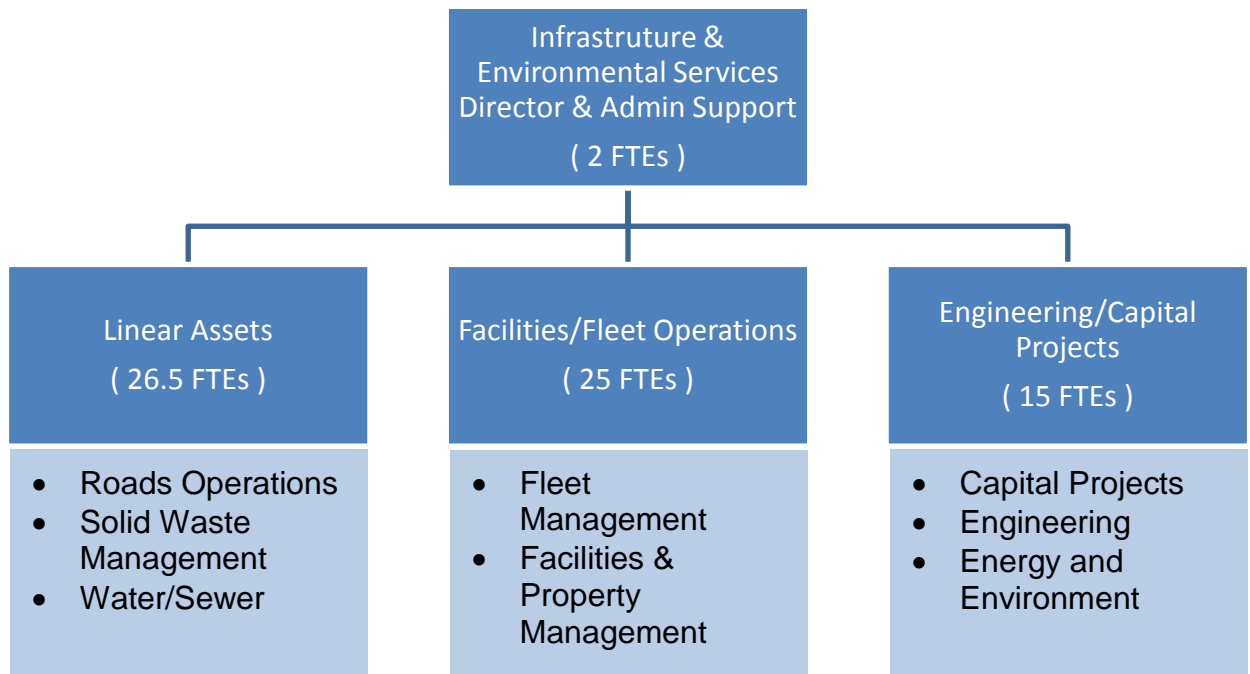 Infrastruture &
Environmental Services
Director & Admin Support
( 2 FTEs )
Linear Assets
( 26.5 FTEs )
Facilities/Fleet Operations
( 25 FTEs )
Engineering/Capital
Projects
( 15 FTEs )
• Roads Operations
• Solid Waste
Management
• Water/Sewer
• Fleet
Management
• Facilities &
Property
Management
• Capital Projects
• Engineering
• Energy and
Environment